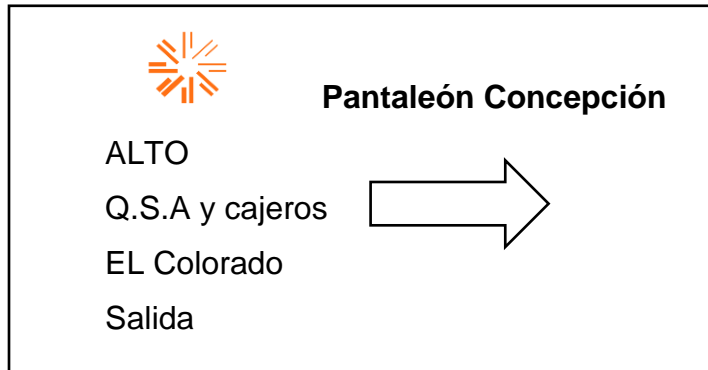 Pantaleón Concepción
ALTO
Q.S.A y cajeros
EL Colorado
Salida